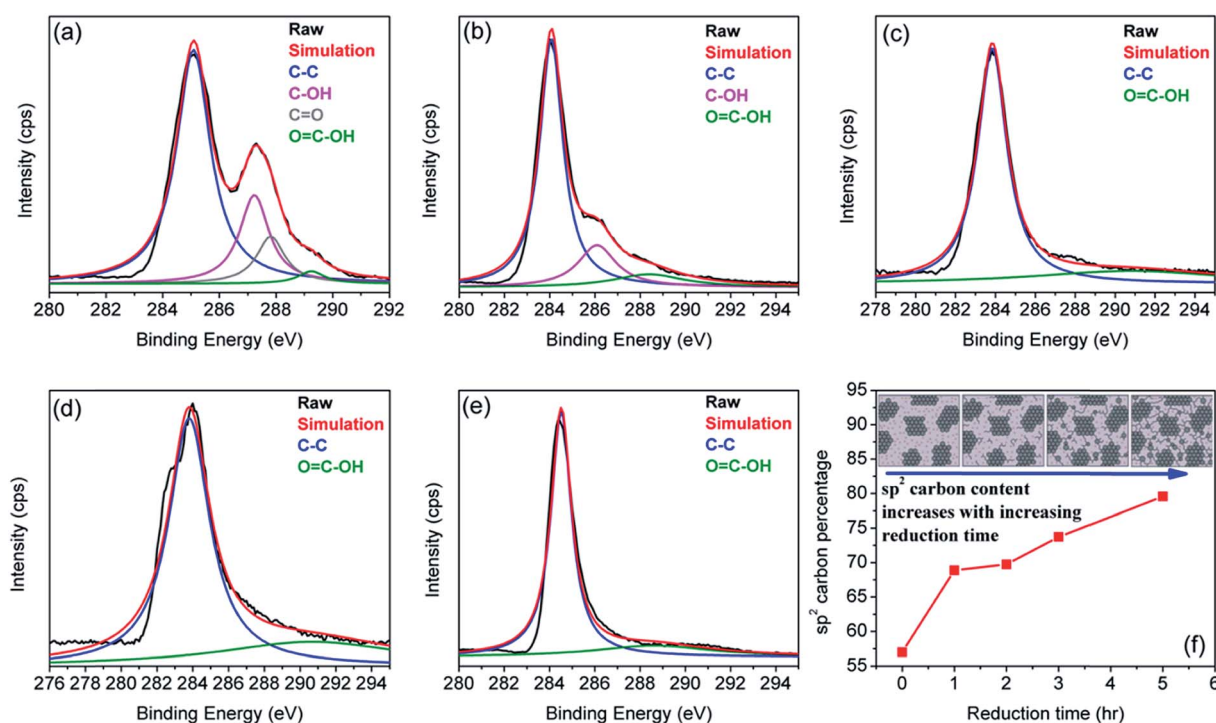 (a)
Raw
Simulation
C-C
C-OH
C=O
O=C-OH
Intensity (cps)
280 282 284 286 288 290 292
Binding Energy (eV)
(b)
Raw
Simulation
C-C
C-OH
O=C-OH
Intensity (cps)
280 282 284 286 288 290 292 294
Binding Energy (eV)
(c)
Raw
Simulation
C-C
O=C-OH
Intensity (cps)
278 280 282 284 286 288 290 292 294
Binding Energy (eV)
(d)
Raw
Simulation
C-C
O=C-OH
Intensity (cps)
276 278 280 282 284 286 288 290 292 294
Binding Energy (eV)
(e)
Raw
Simulation
C-C
O=C-OH
Intensity (cps)
280 282 284 286 288 290 292 294
Binding Energy (eV)
95
90
85
80
75
70
65
60
55
sp² carbon percentage
sp² carbon content
increases with increasing
reduction time
(f)
0 1 2 3 4 5 6
Reduction time (hr)